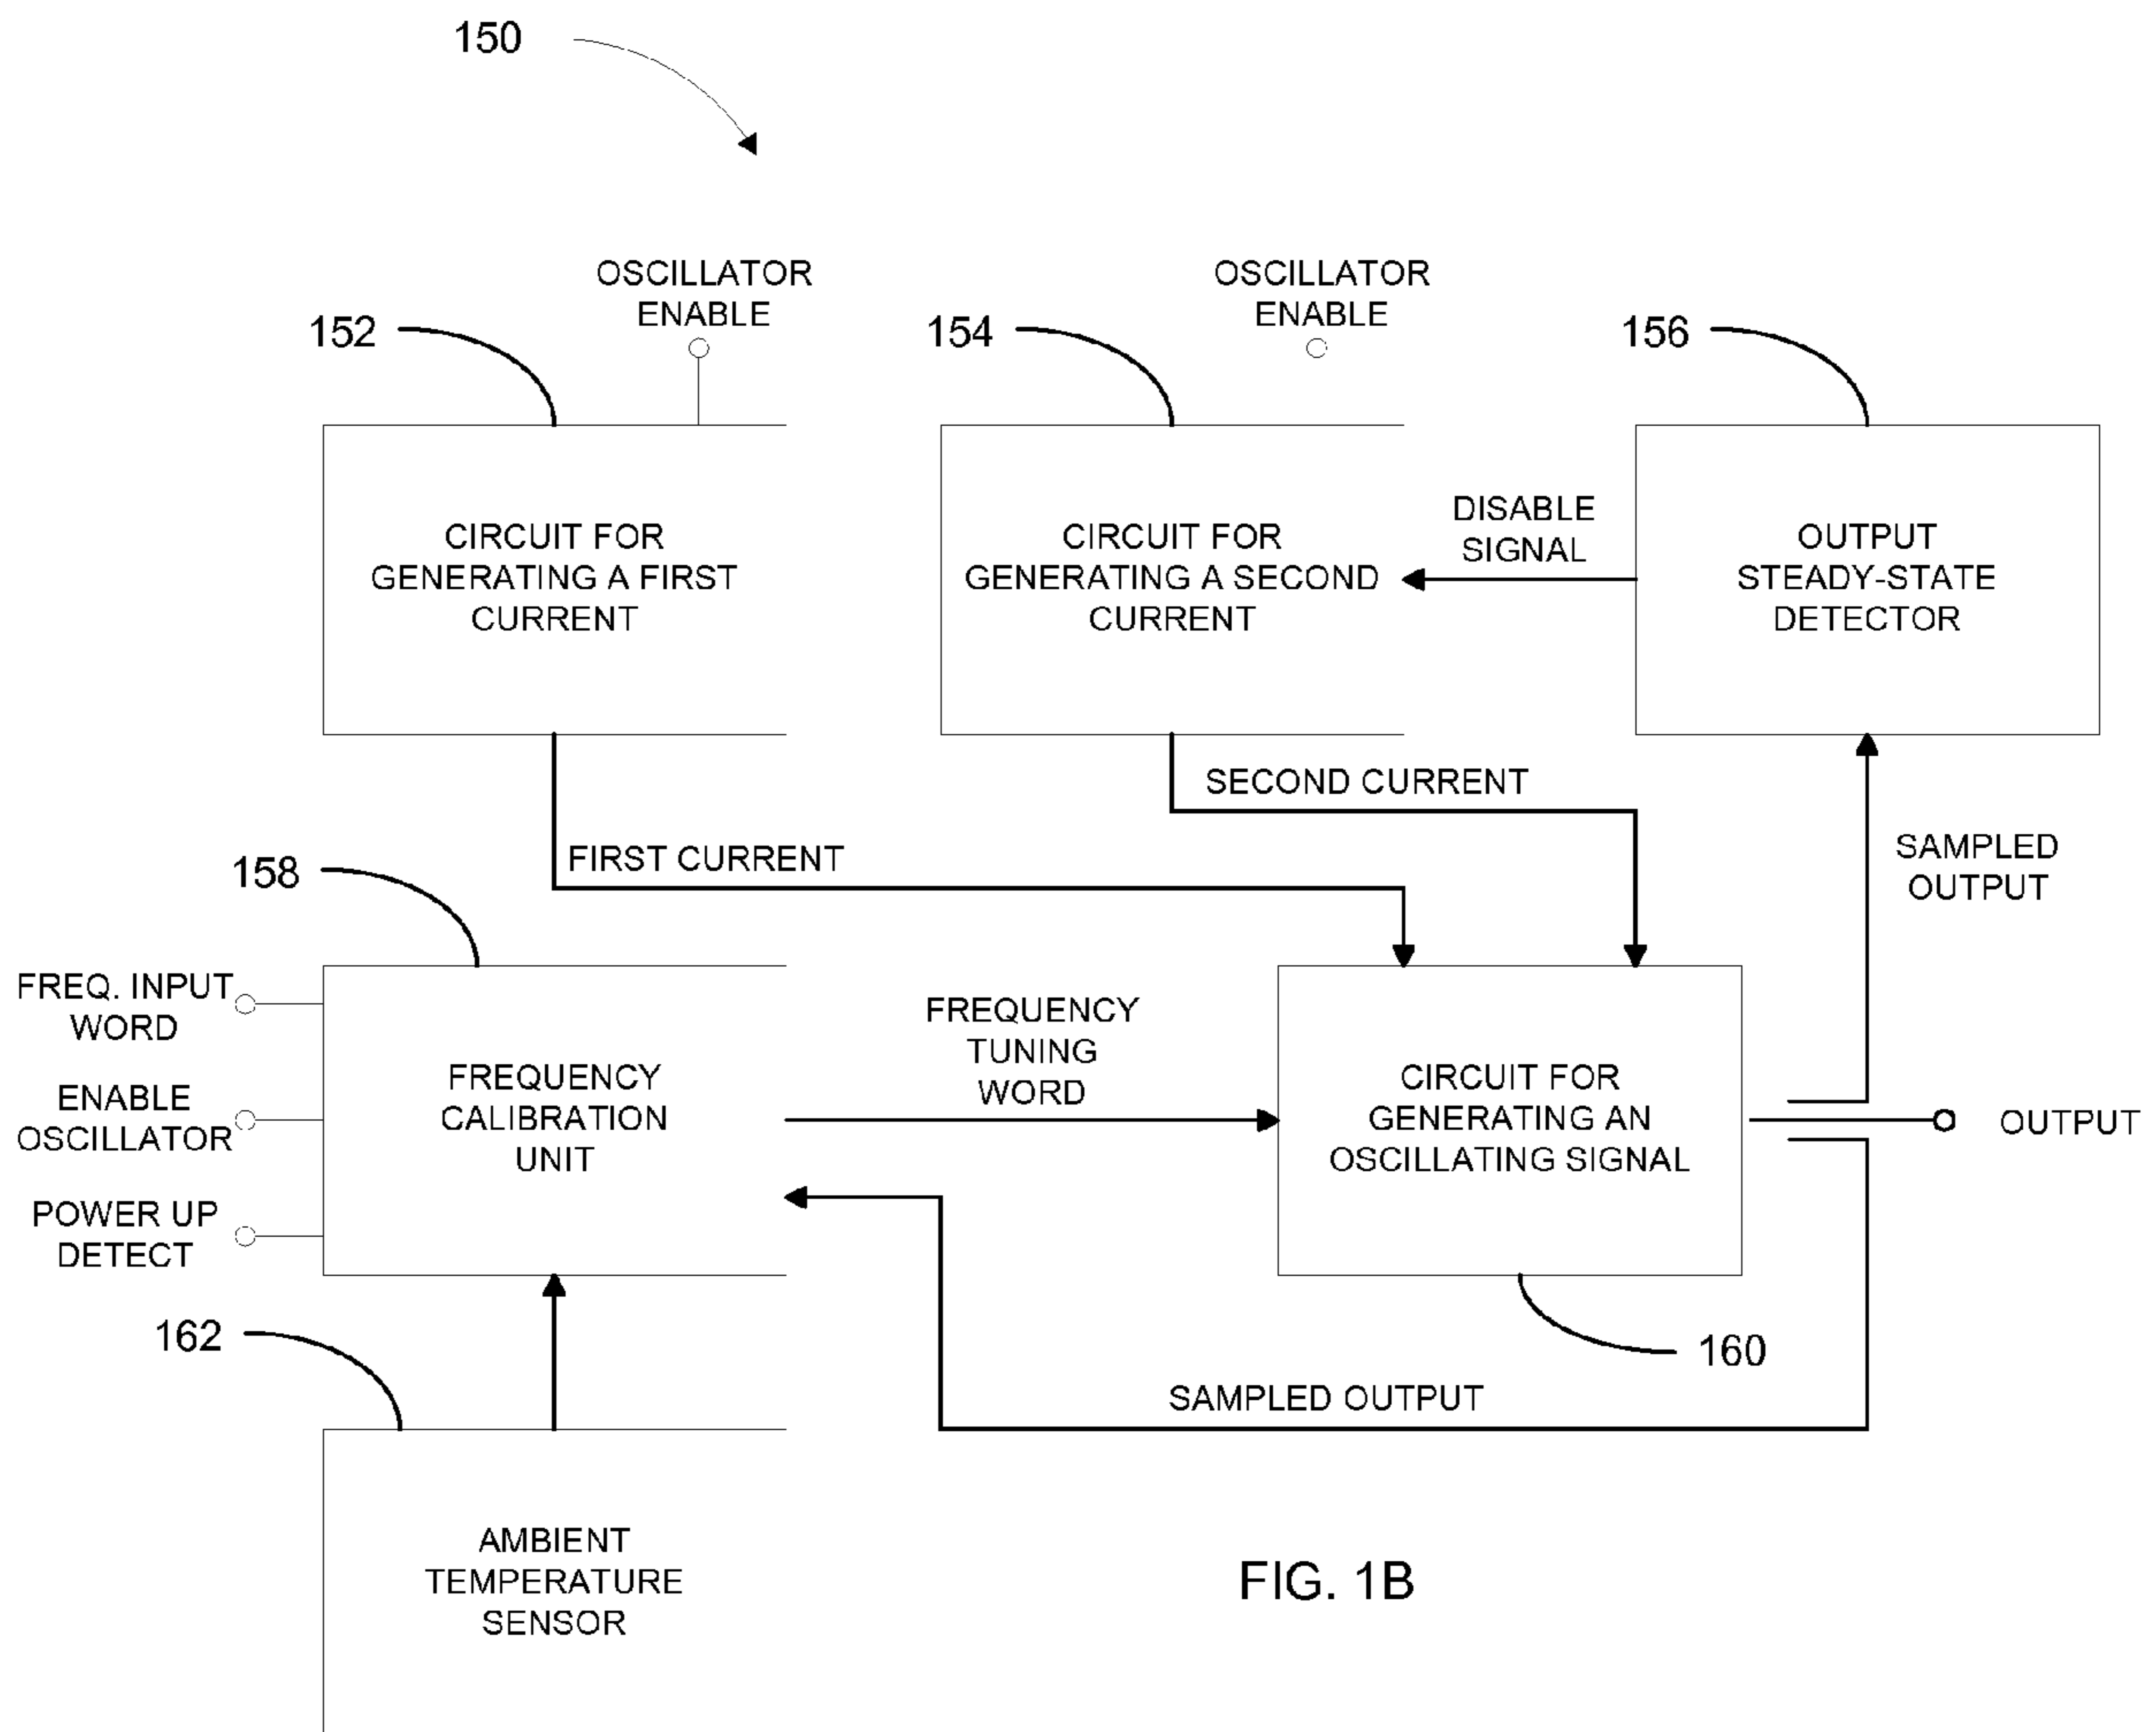 150
OSCILLATOR
ENABLE
OSCILLATOR
ENABLE
152
154
156
CIRCUIT FOR
GENERATING A FIRST
CURRENT
CIRCUIT FOR
GENERATING A SECOND
CURRENT
DISABLE
SIGNAL
OUTPUT
STEADY-STATE
DETECTOR
SECOND CURRENT
FIRST CURRENT
SAMPLED
OUTPUT
158
FREQ. INPUT
WORD
ENABLE
OSCILLATOR
POWER UP
DETECT
FREQUENCY
CALIBRATION
UNIT
FREQUENCY
TUNING
WORD
CIRCUIT FOR
GENERATING AN
OSCILLATING SIGNAL
OUTPUT
162
160
SAMPLED OUTPUT
AMBIENT
TEMPERATURE
SENSOR
FIG. 1B